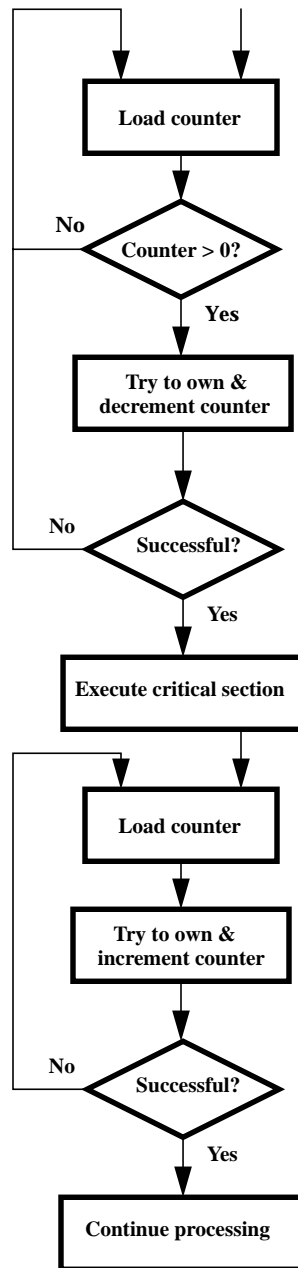 Load counter
No
Counter > 0?
Yes
Try to own &
decrement counter
No
Successful?
Yes
Execute critical section
Load counter
Try to own &
increment counter
No
Successful?
Yes
Continue processing